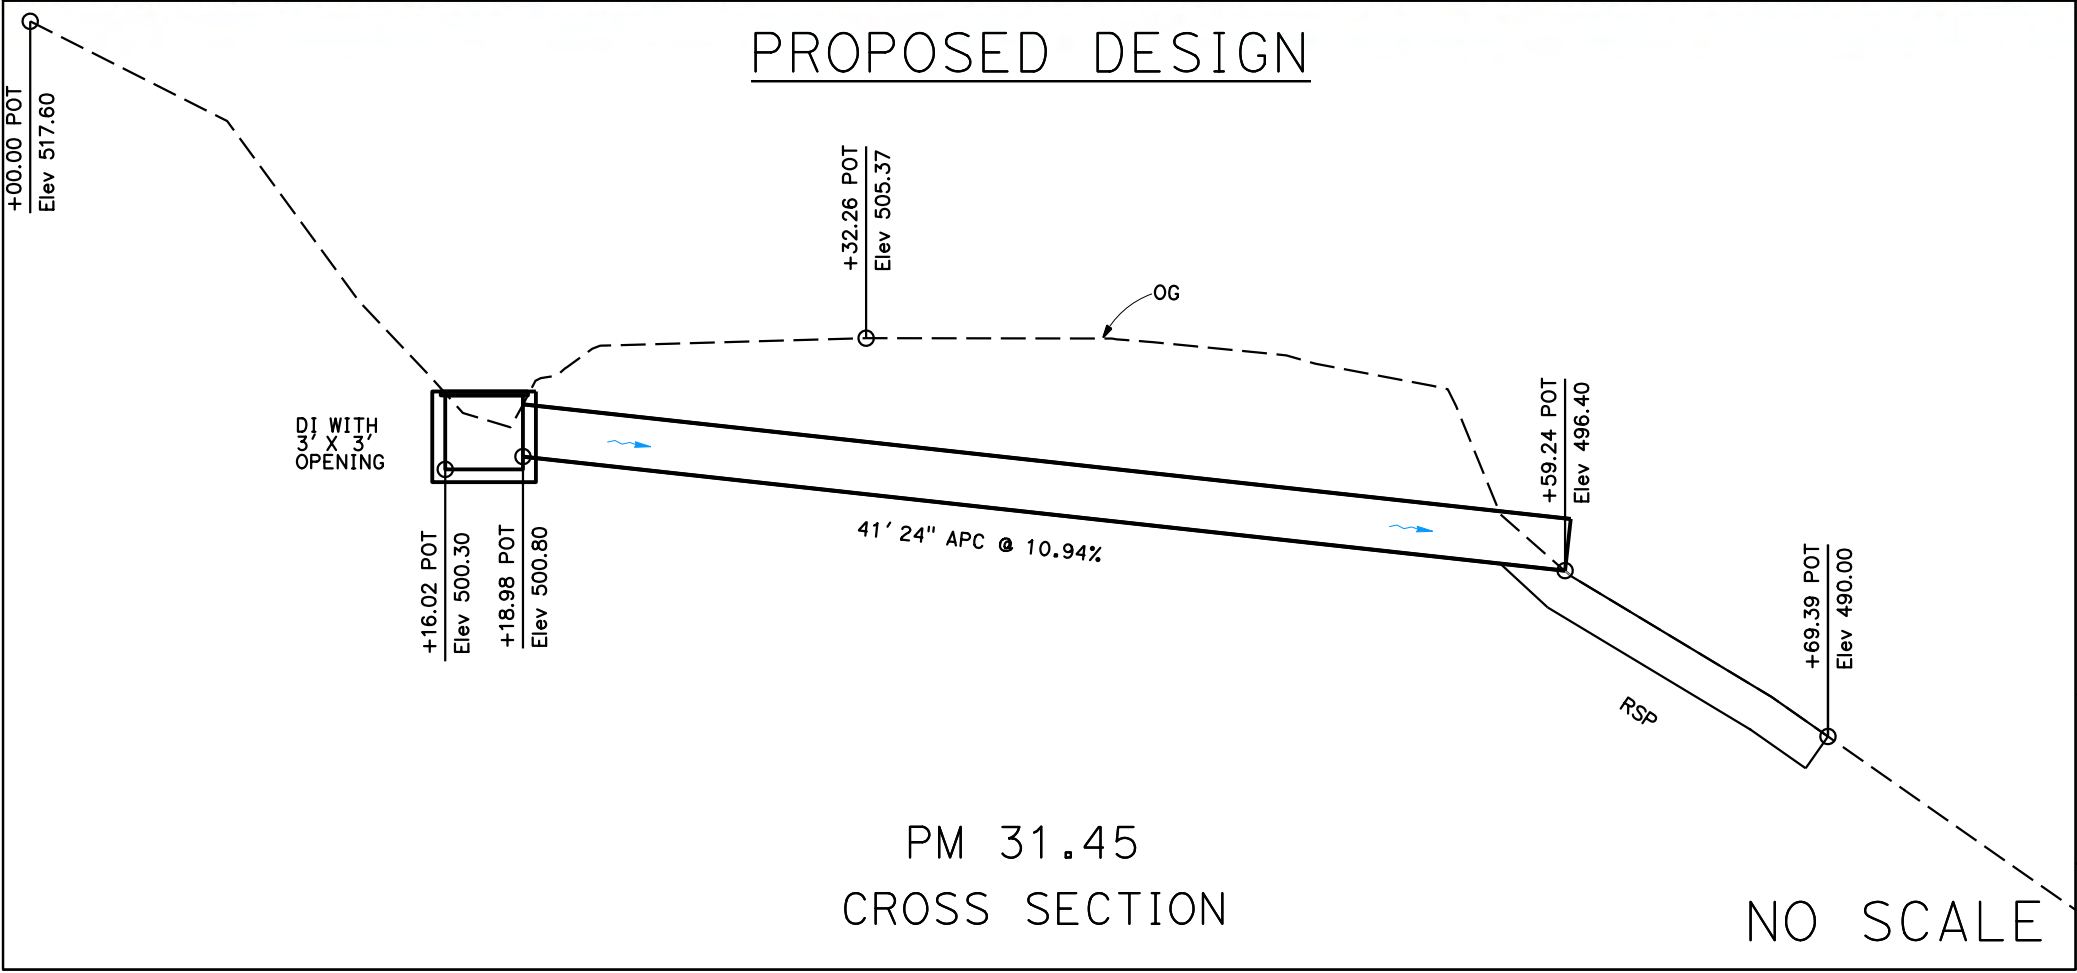 PROPOSED DESIGN
+00.00 POT
Elev 517.60
+32.26 POT
Elev 505.37
OG
DI WITH
3' X 3'
OPENING
+16.02 POT
Elev 500.30
+18.98 POT
Elev 500.80
41' 24" APC @ 10.94%
+59.24 POT
Elev 496.40
+69.39 POT
Elev 490.00
RSP
PM 31.45
CROSS SECTION
NO SCALE